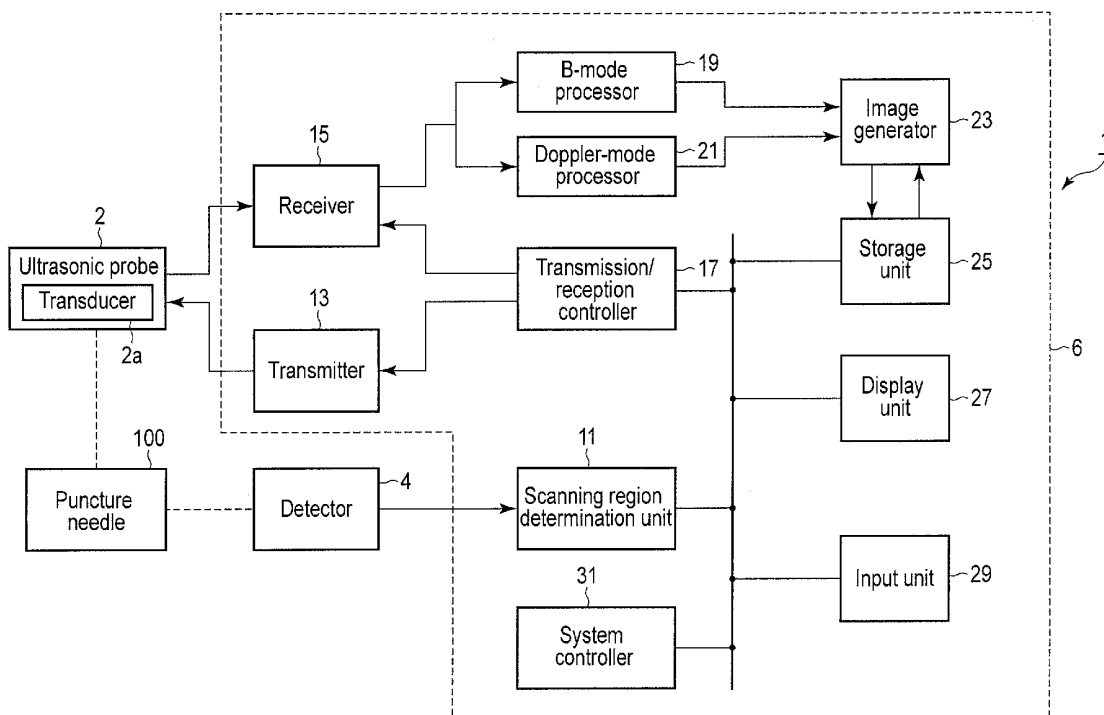 B-mode
processor
19
Doppler-mode
processor
21
Image
generator
23
1
15
Receiver
2
Ultrasonic probe
Transducer
2a
13
Transmitter
Transmission/
reception
controller
17
Storage
unit
25
6
Display
unit
27
100
Puncture
needle
4
Detector
11
Scanning region
determination unit
Input unit
29
31
System
controller